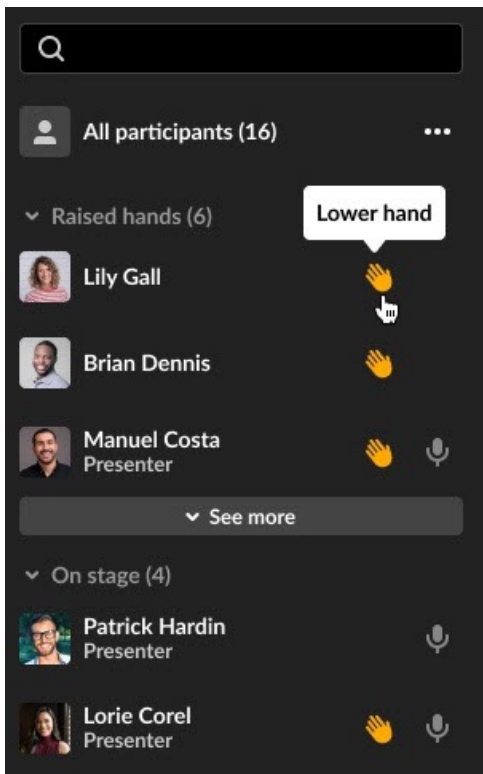 All participants (16)
Raised hands (6)
Lower hand
Lily Gall
Brian Dennis
Manuel Costa
Presenter
See more
On stage (4)
Patrick Hardin
Presenter
Lorie Corel
Presenter